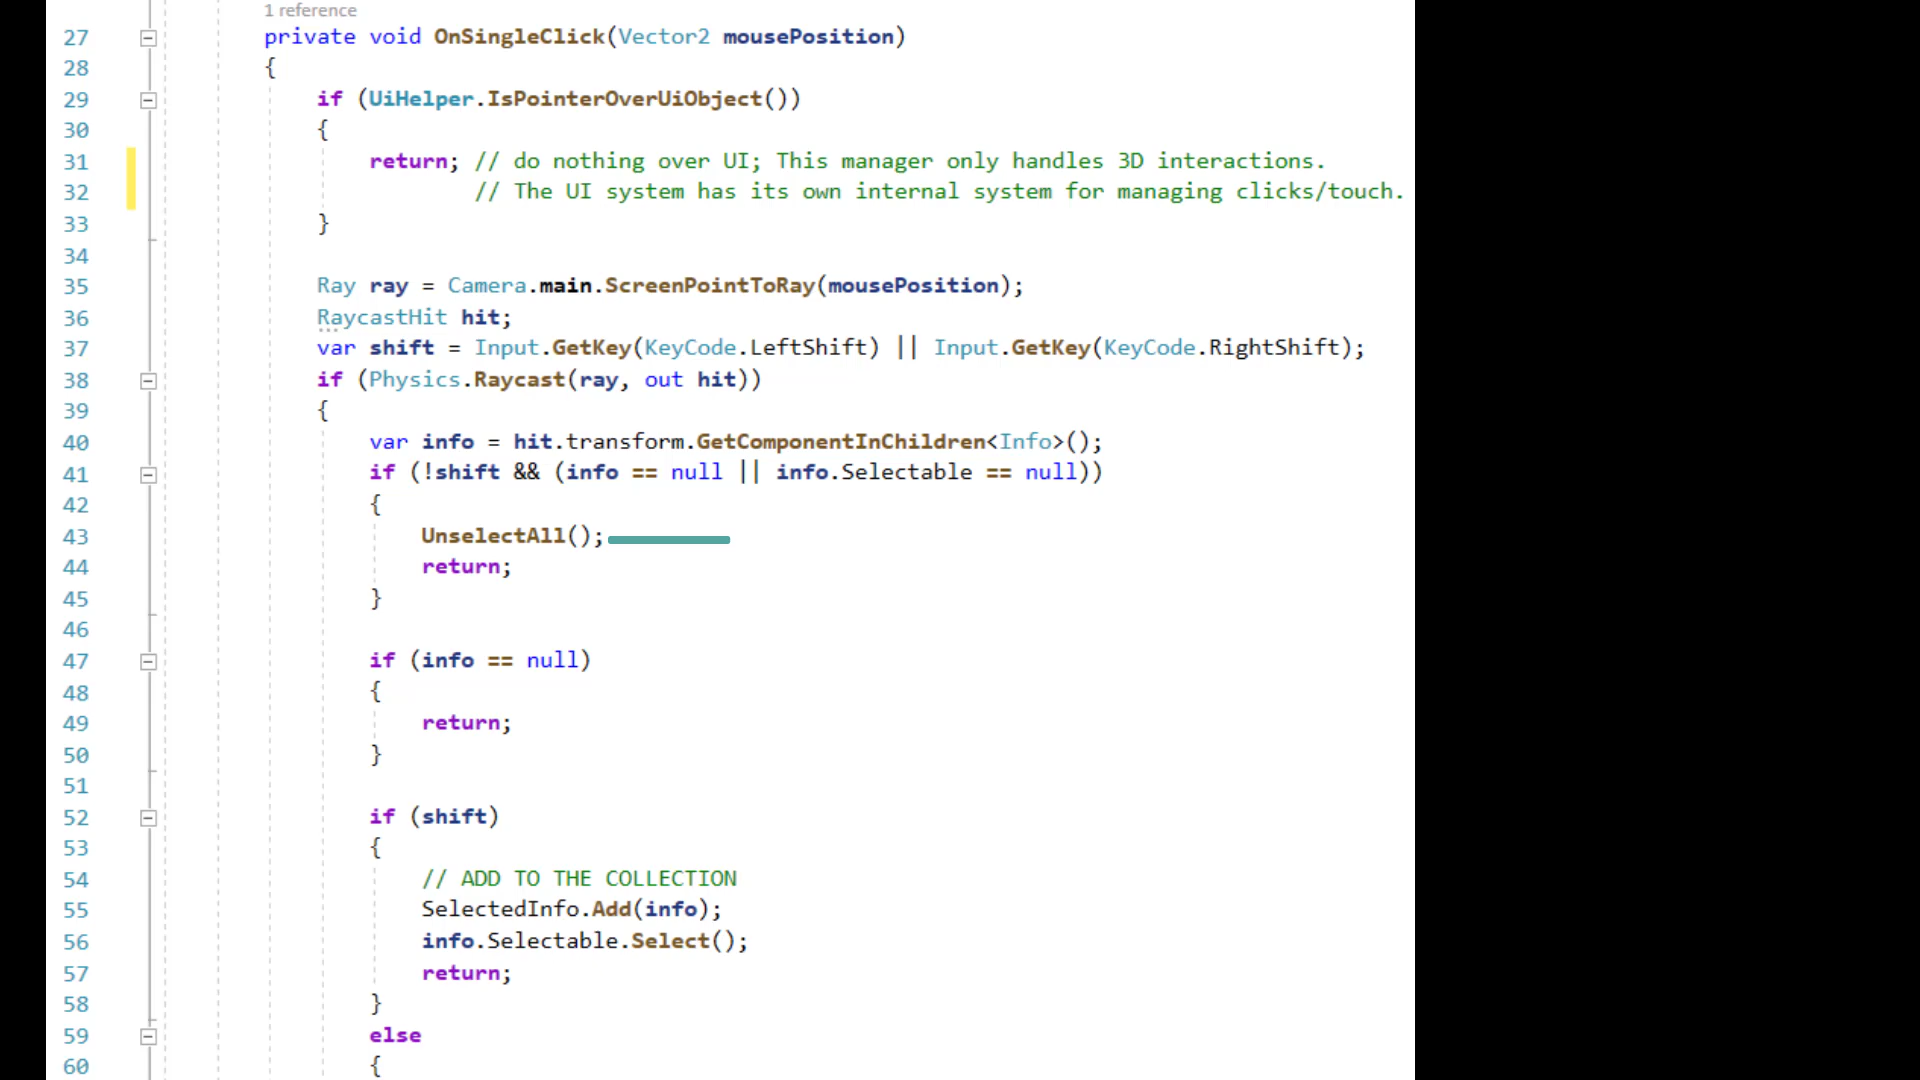 1 reference
27 private void OnSingleClick(Vector2 mousePosition)
28 {
29 if (UiHelper.IsPointerOverUiObject())
30 {
31 return; // do nothing over UI; This manager only handles 3D interactions.
32 // The UI system has its own internal system for managing clicks/touch.
33 }
34
35 Ray ray = Camera.main.ScreenPointToRay(mousePosition);
36 RaycastHit hit;
37 var shift = Input.GetKey(KeyCode.LeftShift) || Input.GetKey(KeyCode.RightShift);
38 if (Physics.Raycast(ray, out hit))
39 {
40 var info = hit.transform.GetComponentInChildren<Info>();
41 if (!shift && (info == null || info.Selectable == null))
42 {
43 UnselectAll();
44 return;
45 }
46
47 if (info == null)
48 {
49 return;
50 }
51
52 if (shift)
53 {
54 // ADD TO THE COLLECTION
55 SelectedInfo.Add(info);
56 info.Selectable.Select();
57 return;
58 }
59 else
60 {